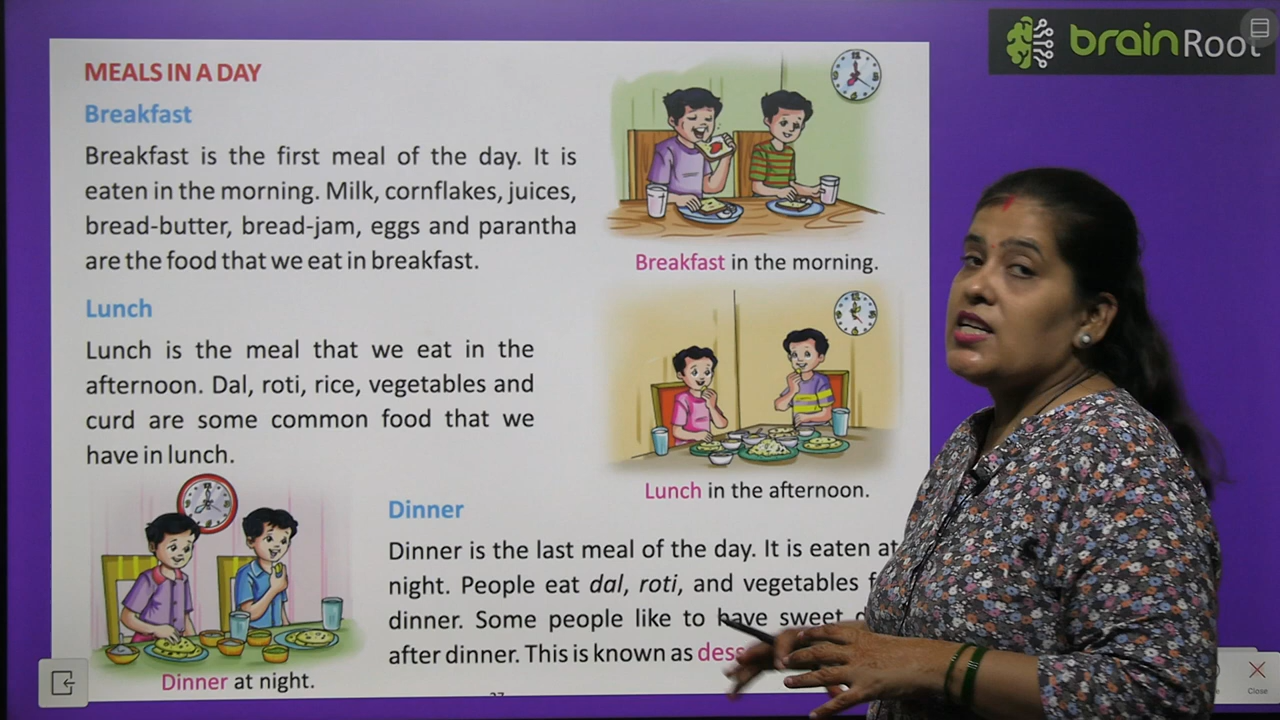 brainRoot
MEALS IN A DAY
Breakfast
Breakfast is the first meal of the day. It is
eaten in the morning. Milk, cornflakes, juices,
bread-butter, bread-jam, eggs and parantha
are the food that we eat in breakfast.
Breakfast in the morning.
Lunch
Lunch is the meal that we eat in the
afternoon. Dal, roti, rice, vegetables and
curd are some common food that we
have in lunch.
Lunch in the afternoon.
Dinner
Dinner is the last meal of the day. It is eaten at
night. People eat dal, roti, and vegetables
dinner. Some people like to have sweet
after dinner. This is known as
Dinner at night.
Close